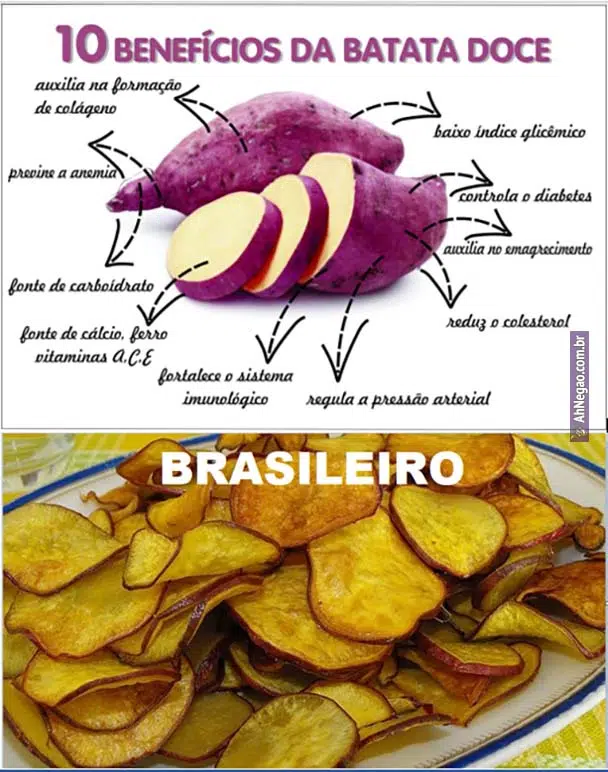 10 BENEFÍCIOS DA BATATA DOCE
auxilia na formação
de colágeno
baixo índice glicêmico
previne a anemia
controla o diabetes
auxilia no emagrecimento
fonte de carboidrato
reduz o colesterol
fonte de cálcio, ferro
vitaminas A,C,E
fortalece o sistema
imunológico
regula a pressão arterial
AhNegao.com.br
BRASILEIRO